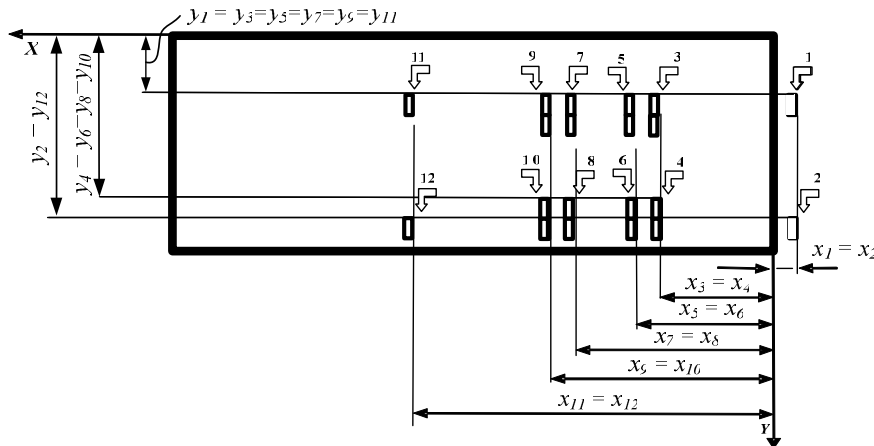 y1 = y3=y5=y7=y9=y11
X
11
9
7
5
3
1
y2 = y12
y4 = y6=y8=y10
12
10
8
6
4
2
x1 = x2
x3 = x4
x5 = x6
x7 = x8
x9 = x10
x11 = x12
Y